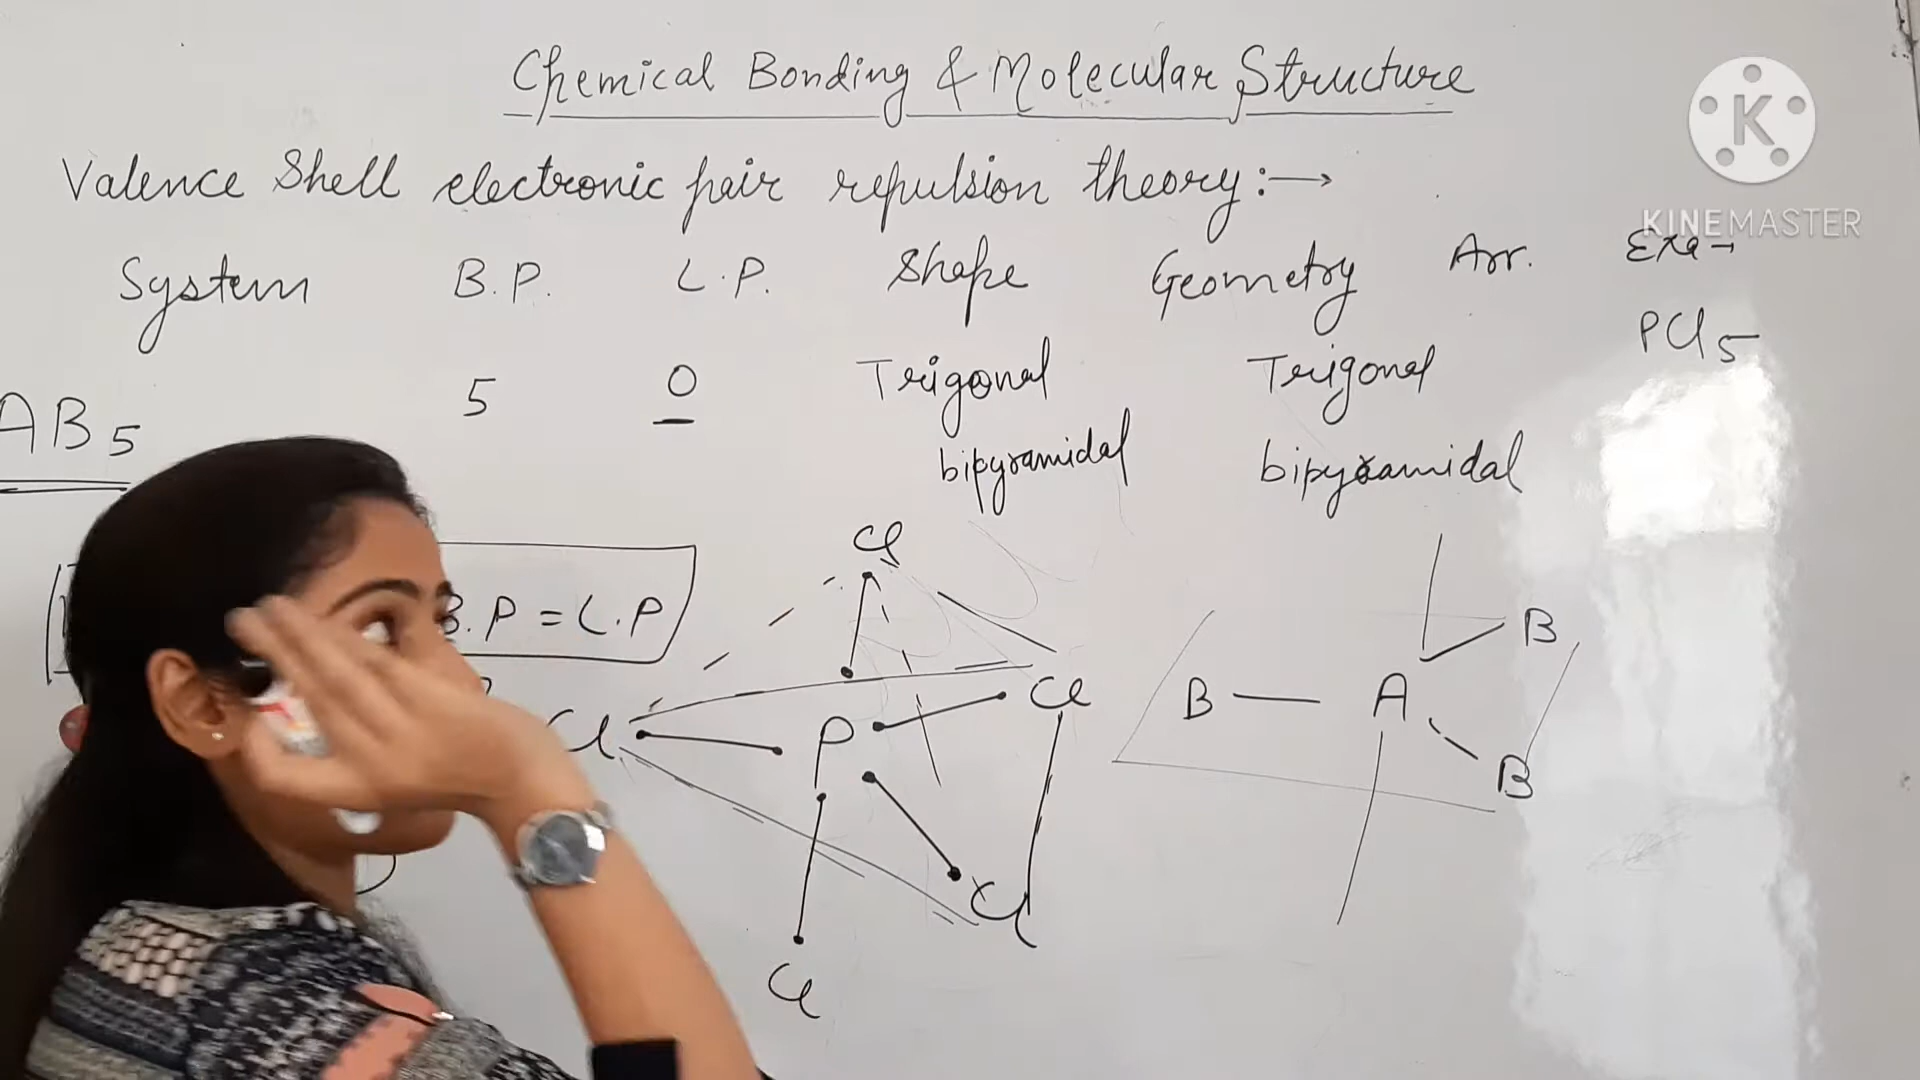 Chemical Bonding & Molecular Structure
K
KINEMASTER
Valence Shell electronic pair repulsion theory:→
System B.P. L.P. Shape Geometry Arr. Exa→
AB5 5 0 Trigonal bipyramidal Trigonal bipyramidal PCl5
B.P = L.P
Cl
Cl P Cl
Cl
Cl
B
B — A
B